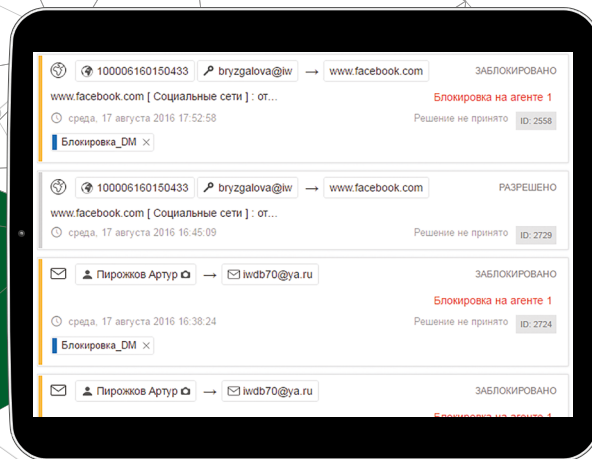 100006160150433 bryzgalova@iw → www.facebook.com ЗАБЛОКИРОВАНО
www.facebook.com [ Социальные сети ] : от... Блокировка на агенте 1
среда, 17 августа 2016 17:52:58 Решение не принято ID: 2558
Блокировка_DM ×
100006160150433 bryzgalova@iw → www.facebook.com РАЗРЕШЕНО
www.facebook.com [ Социальные сети ] : от...
среда, 17 августа 2016 16:45:09 Решение не принято ID: 2729
Пирожков Артур → iwdb70@ya.ru ЗАБЛОКИРОВАНО
Блокировка на агенте 1
среда, 17 августа 2016 16:38:24 Решение не принято ID: 2724
Блокировка_DM ×
Пирожков Артур → iwdb70@ya.ru ЗАБЛОКИРОВАНО
Блокировка на агенте 1